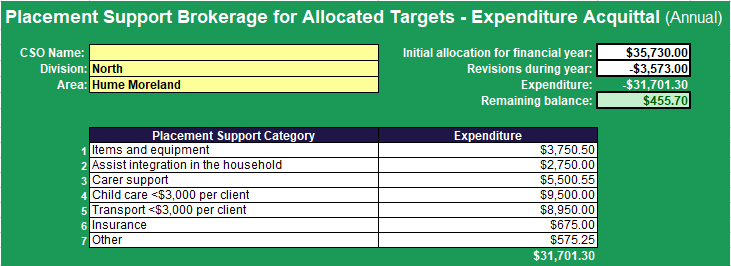 Placement Support Brokerage for Allocated Targets - Expenditure Acquittal (Annual)
CSO Name:
Initial allocation for financial year: $35,730.00
Division: North
Revisions during year: -$3,573.00
Area: Hume Moreland
Expenditure: -$31,701.30
Remaining balance: $455.70
Placement Support Category Expenditure
1 Items and equipment $3,750.50
2 Assist integration in the household $2,750.00
3 Carer support $5,500.55
4 Child care <$3,000 per client $9,500.00
5 Transport <$3,000 per client $8,950.00
6 Insurance $675.00
7 Other $575.25
$31,701.30